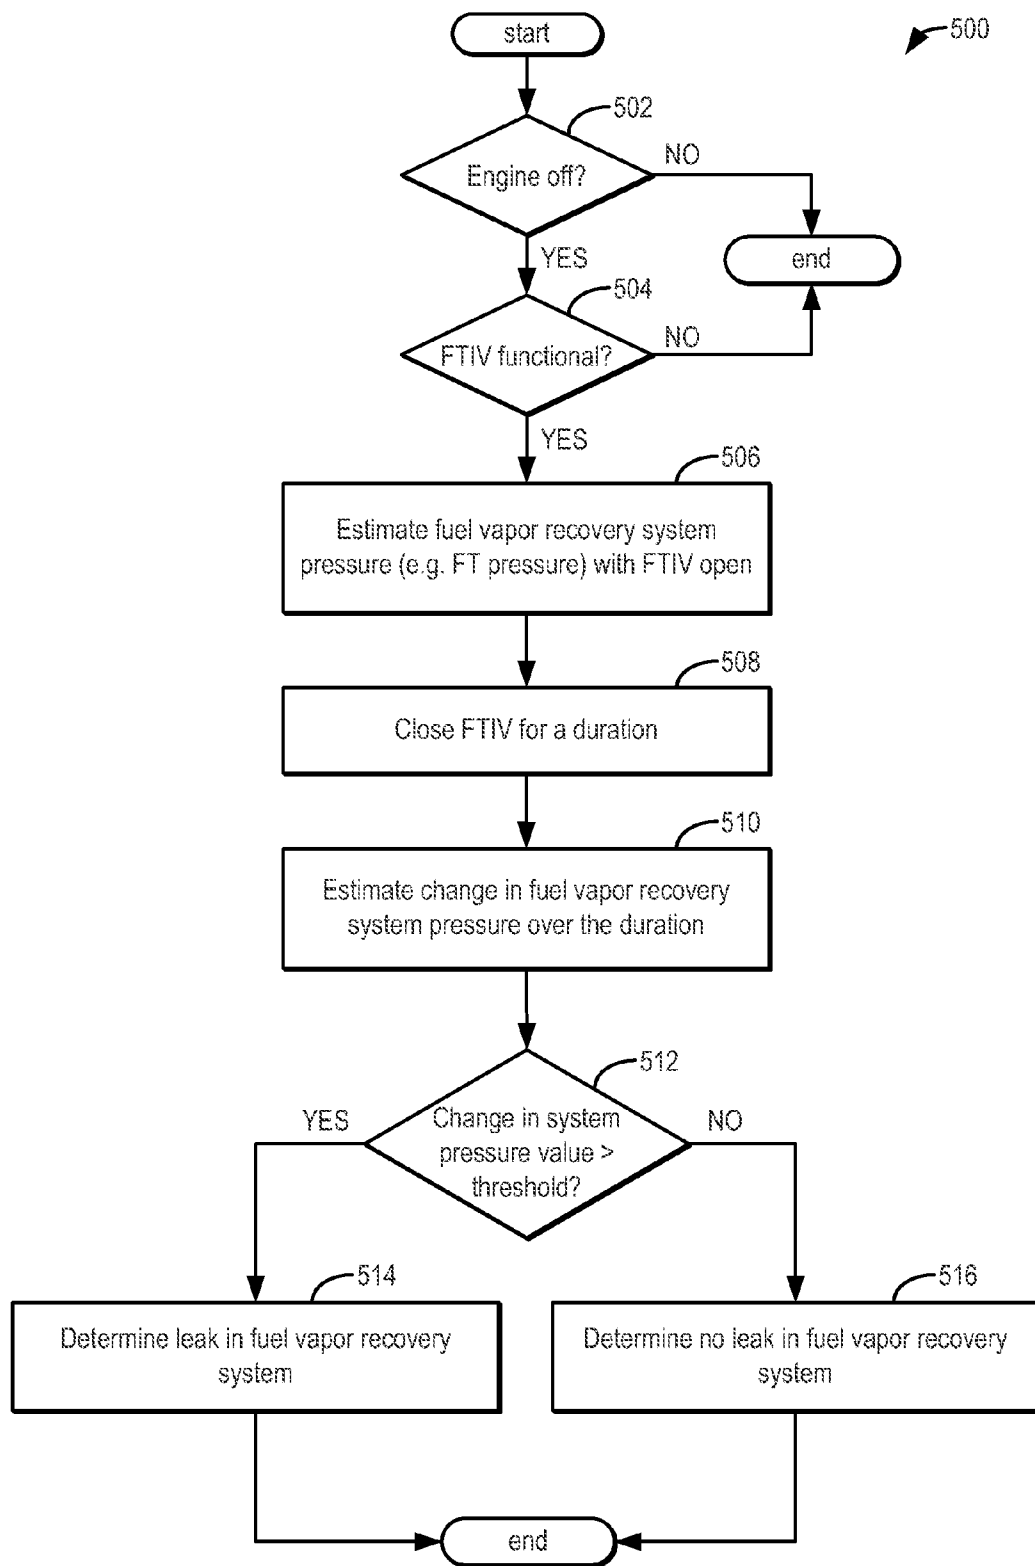 start
500
502
Engine off?
NO
YES
end
504
FTIV functional?
NO
YES
506
Estimate fuel vapor recovery system
pressure (e.g. FT pressure) with FTIV open
508
Close FTIV for a duration
510
Estimate change in fuel vapor recovery
system pressure over the duration
512
YES
Change in system
pressure value >
threshold?
NO
514
Determine leak in fuel vapor recovery
system
516
Determine no leak in fuel vapor recovery
system
end